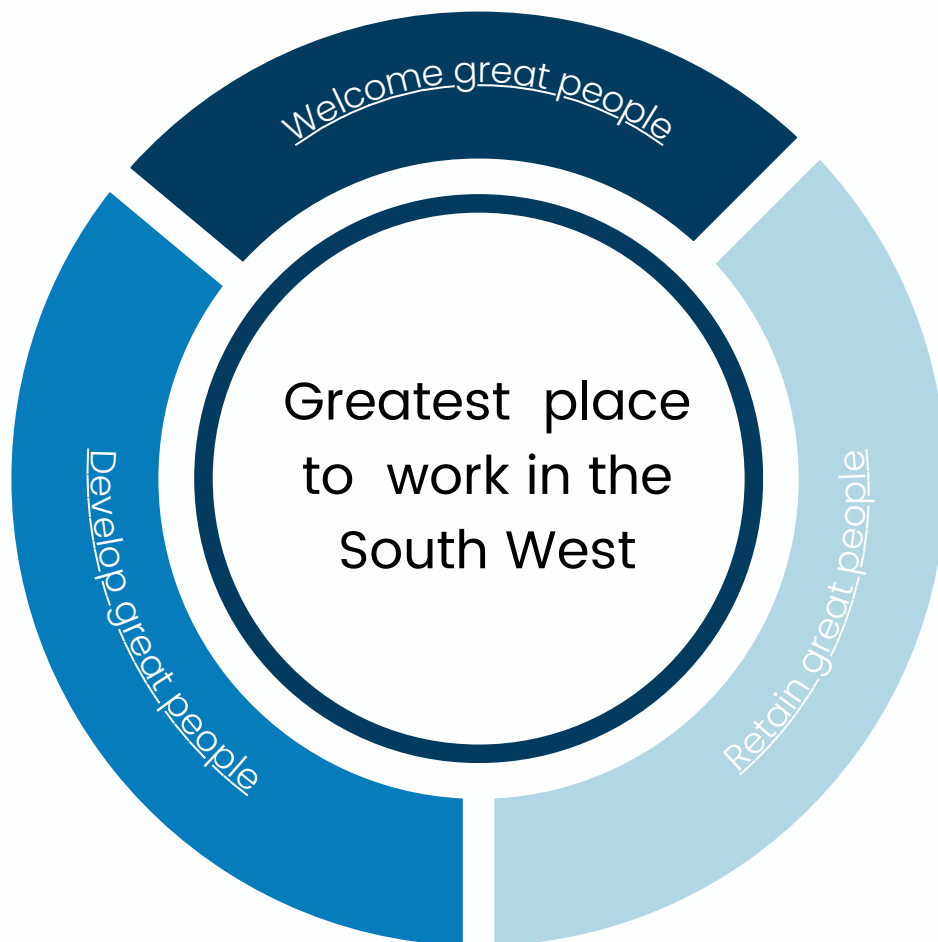 Welcome great people
Greatest place
to work in the
South West
Develop great people
Retain great people